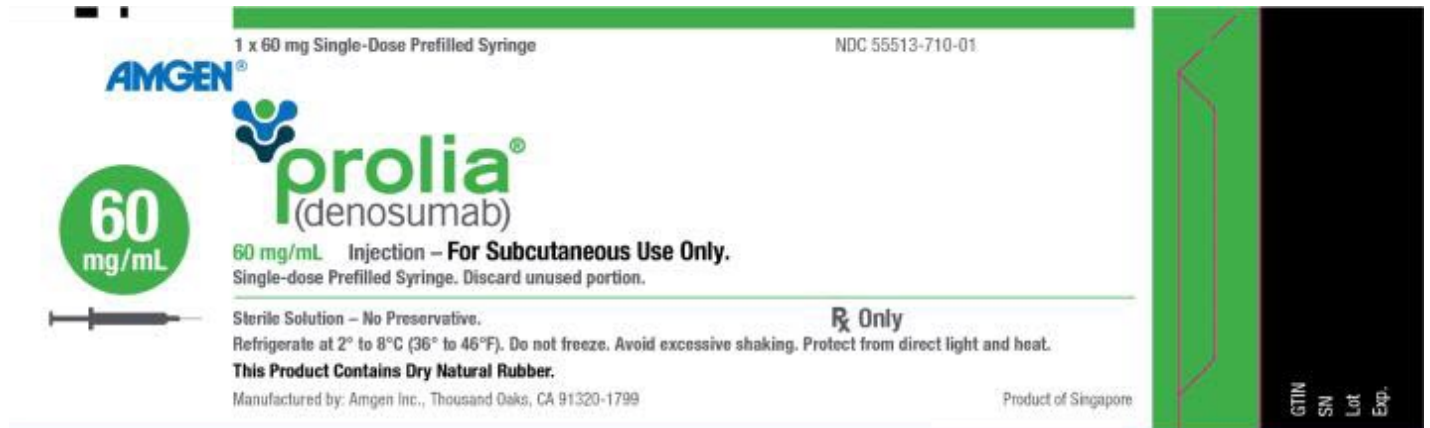 1 x 60 mg Single-Dose Prefilled Syringe NDC 55513-710-01
AMGEN®
prolia®
(denosumab)
60
mg/mL
60 mg/mL Injection – For Subcutaneous Use Only.
Single-dose Prefilled Syringe. Discard unused portion.
Sterile Solution – No Preservative. ℞ Only
Refrigerate at 2° to 8°C (36° to 46°F). Do not freeze. Avoid excessive shaking. Protect from direct light and heat.
This Product Contains Dry Natural Rubber.
Manufactured by: Amgen Inc., Thousand Oaks, CA 91320-1799 Product of Singapore
GTIN
SN
Lot
Exp.